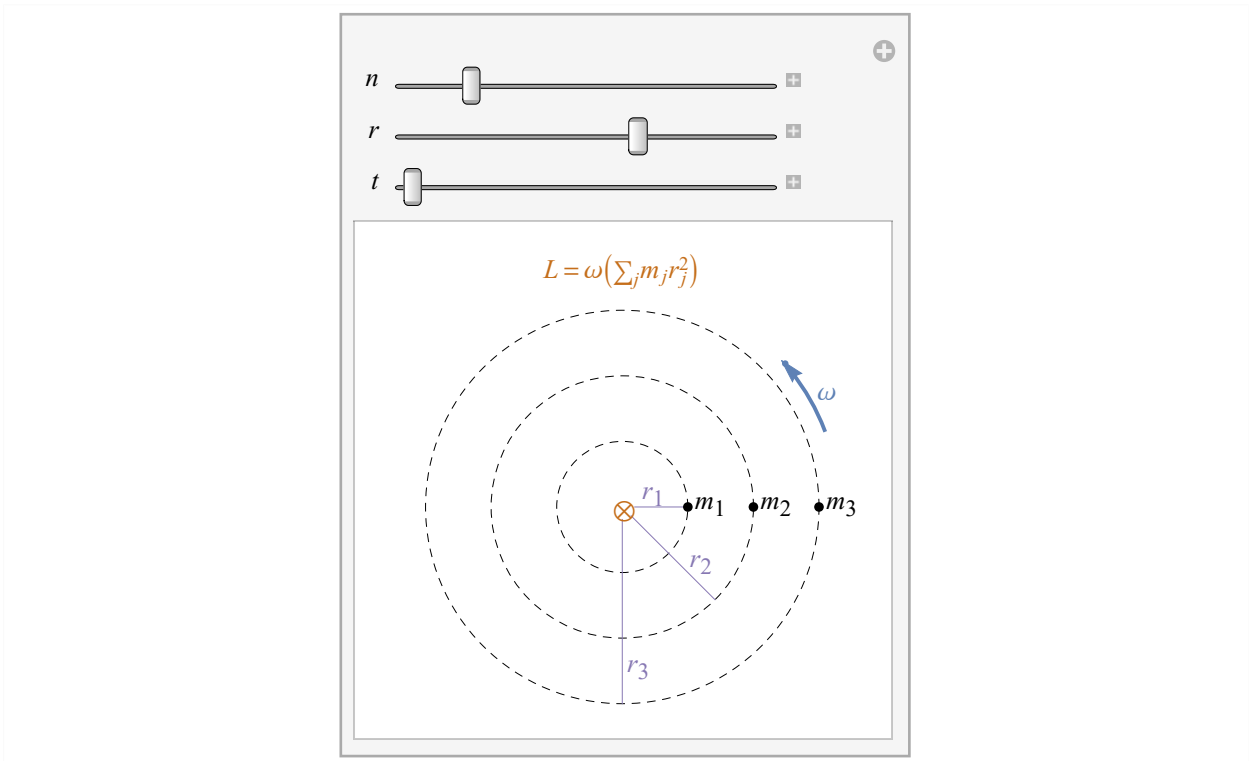 n
r
t
L = ω(∑ⱼmⱼrⱼ²)
ω
r₁ m₁ m₂ m₃
r₂
r₃